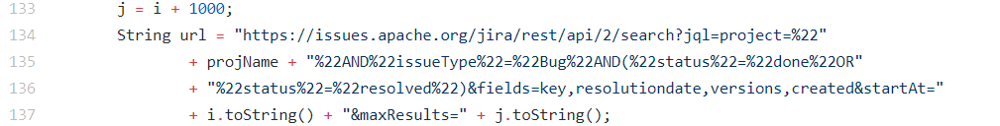 133 j = i + 1000;
134 String url = "https://issues.apache.org/jira/rest/api/2/search?jql=project=%22"
135 + projName + "%22AND%22issueType%22=%22Bug%22AND(%22status%22=%22done%22OR"
136 + "%22status%22=%22resolved%22)&fields=key,resolutiondate,versions,created&startAt="
137 + i.toString() + "&maxResults=" + j.toString();